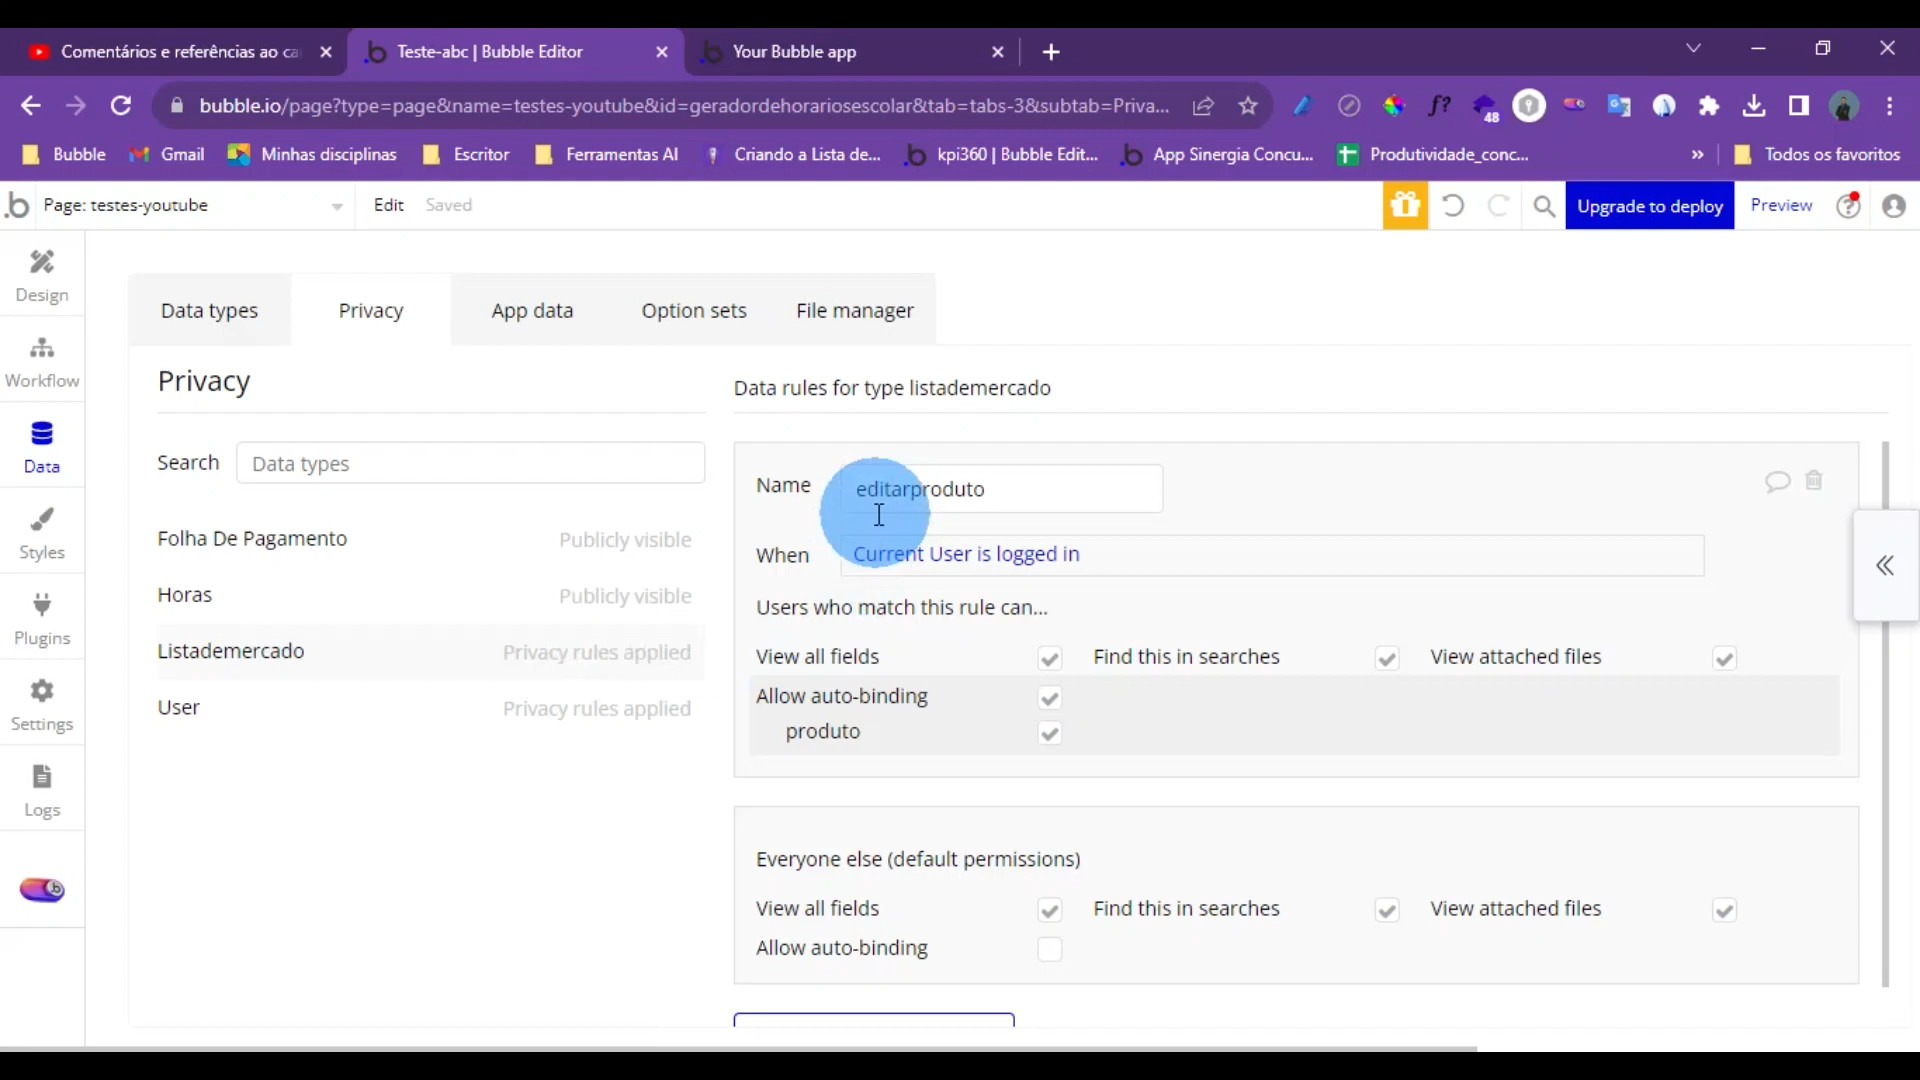 Comentários e referências ao ca
Teste-abc | Bubble Editor
Your Bubble app
bubble.io/page?type=page&name=testes-youtube&id=geradordehorariosescolar&tab=tabs-3&subtab=Priva...
f?
48
Bubble
Gmail
Minhas disciplinas
Escritor
Ferramentas AI
Criando a Lista de...
kpi360 | Bubble Edit...
App Sinergia Concu...
Produtividade_conc...
Todos os favoritos
Page: testes-youtube
Edit
Saved
Upgrade to deploy
Preview
Design
Workflow
Data
Styles
Plugins
Settings
Logs
Data types
Privacy
App data
Option sets
File manager
Privacy
Search
Data types
Folha De Pagamento
Publicly visible
Horas
Publicly visible
Listademercado
Privacy rules applied
User
Privacy rules applied
Data rules for type listademercado
Name
editarproduto
When
Current User is logged in
Users who match this rule can...
View all fields
Find this in searches
View attached files
Allow auto-binding
produto
Everyone else (default permissions)
View all fields
Find this in searches
View attached files
Allow auto-binding